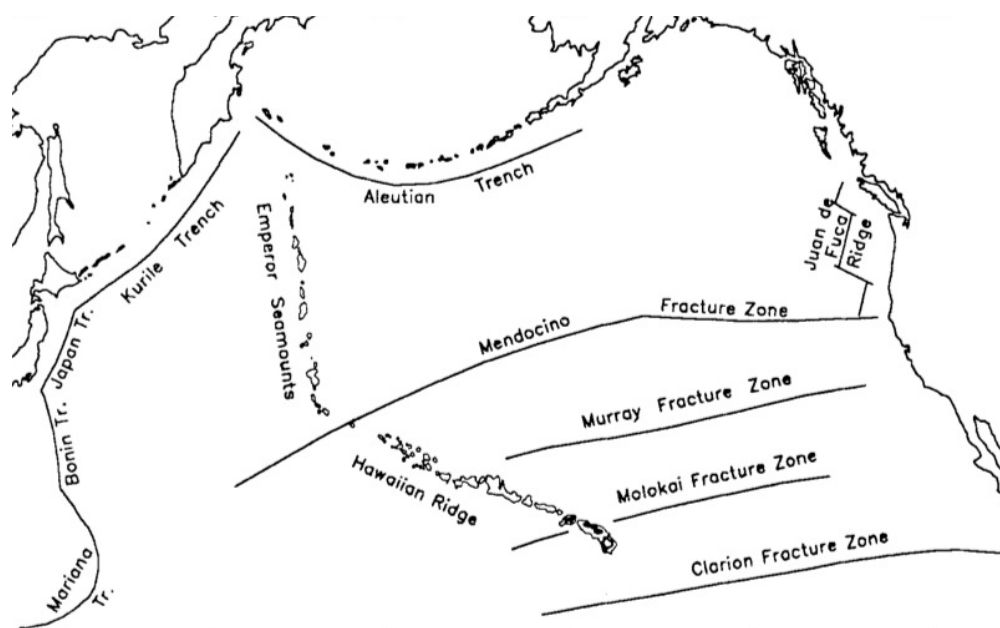 Aleutian Trench
Kurile Trench
Emperor Seamounts
Juan de
Fuca
Ridge
Japan Tr.
Mendocino Fracture Zone
Bonin Tr.
Murray Fracture Zone
Hawaiian Ridge
Molokai Fracture Zone
Mariana Tr.
Clarion Fracture Zone